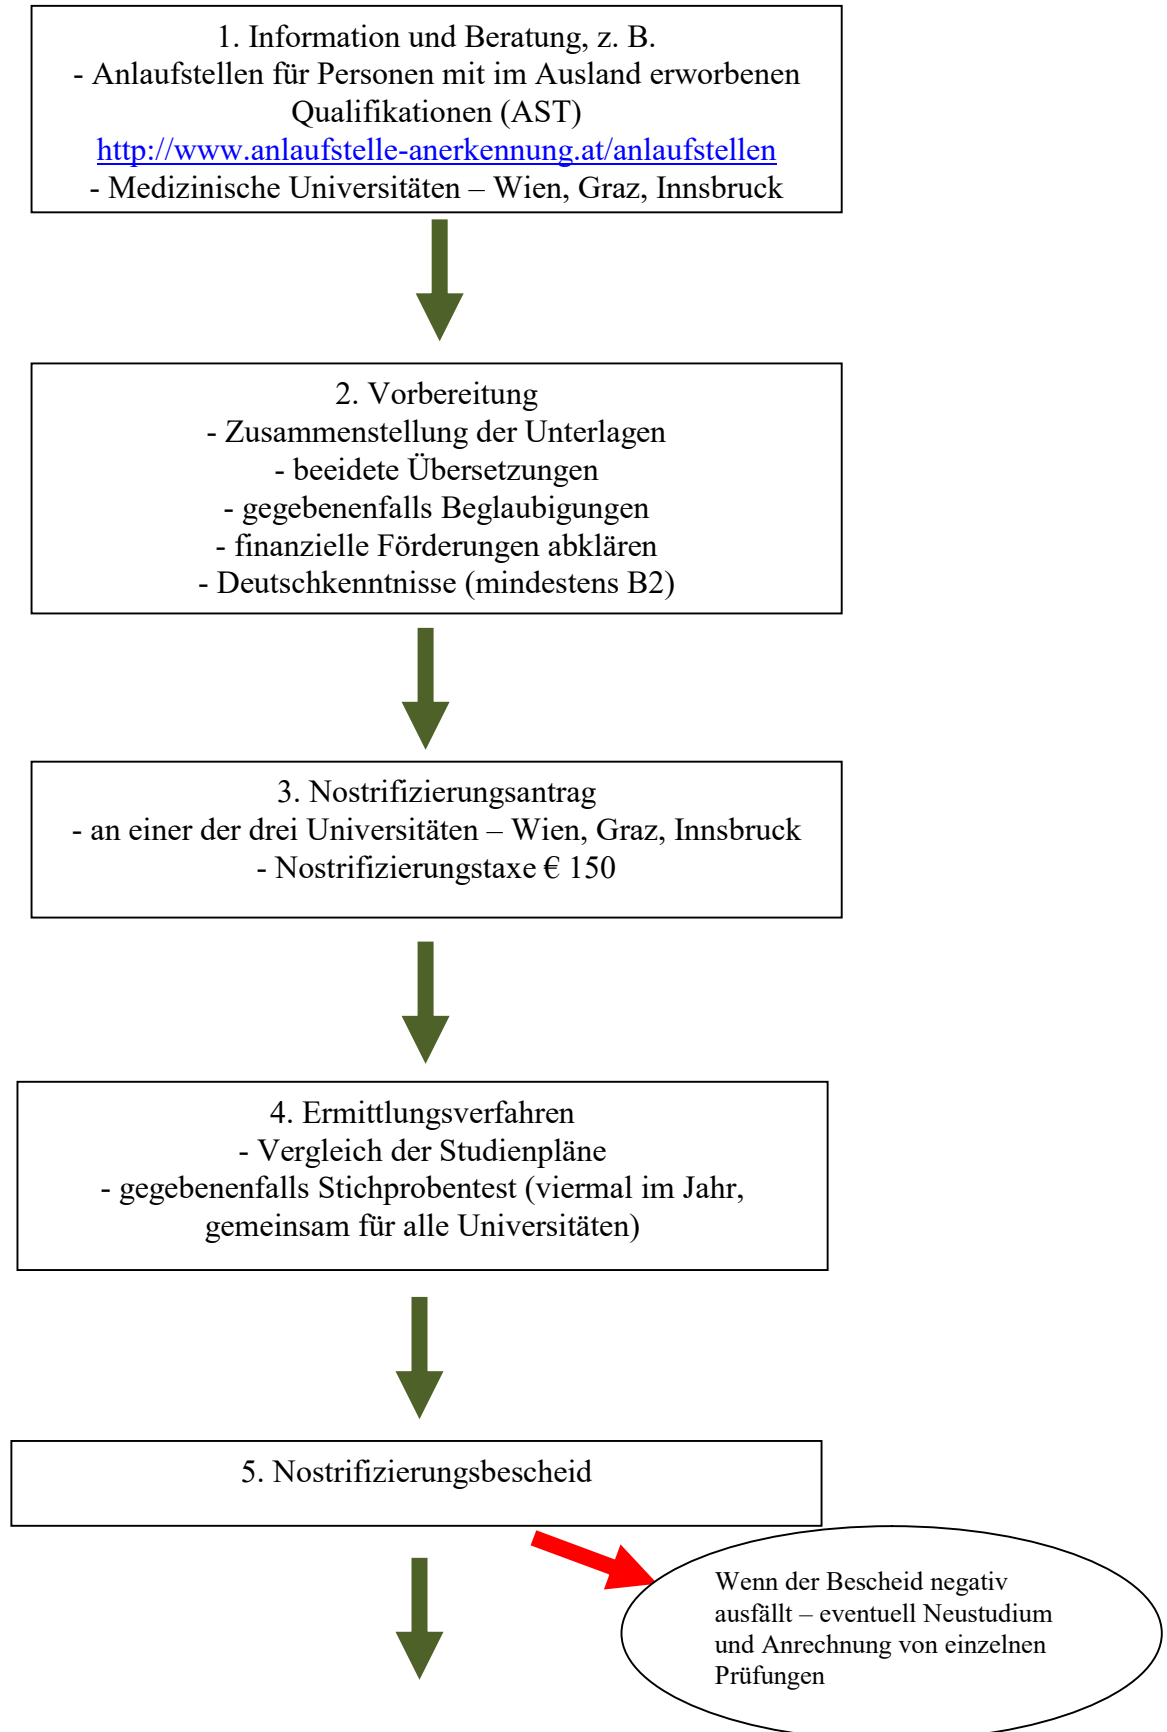 1. Information und Beratung, z. B.
- Anlaufstellen für Personen mit im Ausland erworbenen
Qualifikationen (AST)
http://www.anlaufstelle-anerkennung.at/anlaufstellen
- Medizinische Universitäten – Wien, Graz, Innsbruck
2. Vorbereitung
- Zusammenstellung der Unterlagen
- beeidete Übersetzungen
- gegebenenfalls Beglaubigungen
- finanzielle Förderungen abklären
- Deutschkenntnisse (mindestens B2)
3. Nostrifizierungsantrag
- an einer der drei Universitäten – Wien, Graz, Innsbruck
- Nostrifizierungstaxe € 150
4. Ermittlungsverfahren
- Vergleich der Studienpläne
- gegebenenfalls Stichprobentest (viermal im Jahr,
gemeinsam für alle Universitäten)
5. Nostrifizierungsbescheid
Wenn der Bescheid negativ
ausfällt – eventuell Neustudium
und Anrechnung von einzelnen
Prüfungen